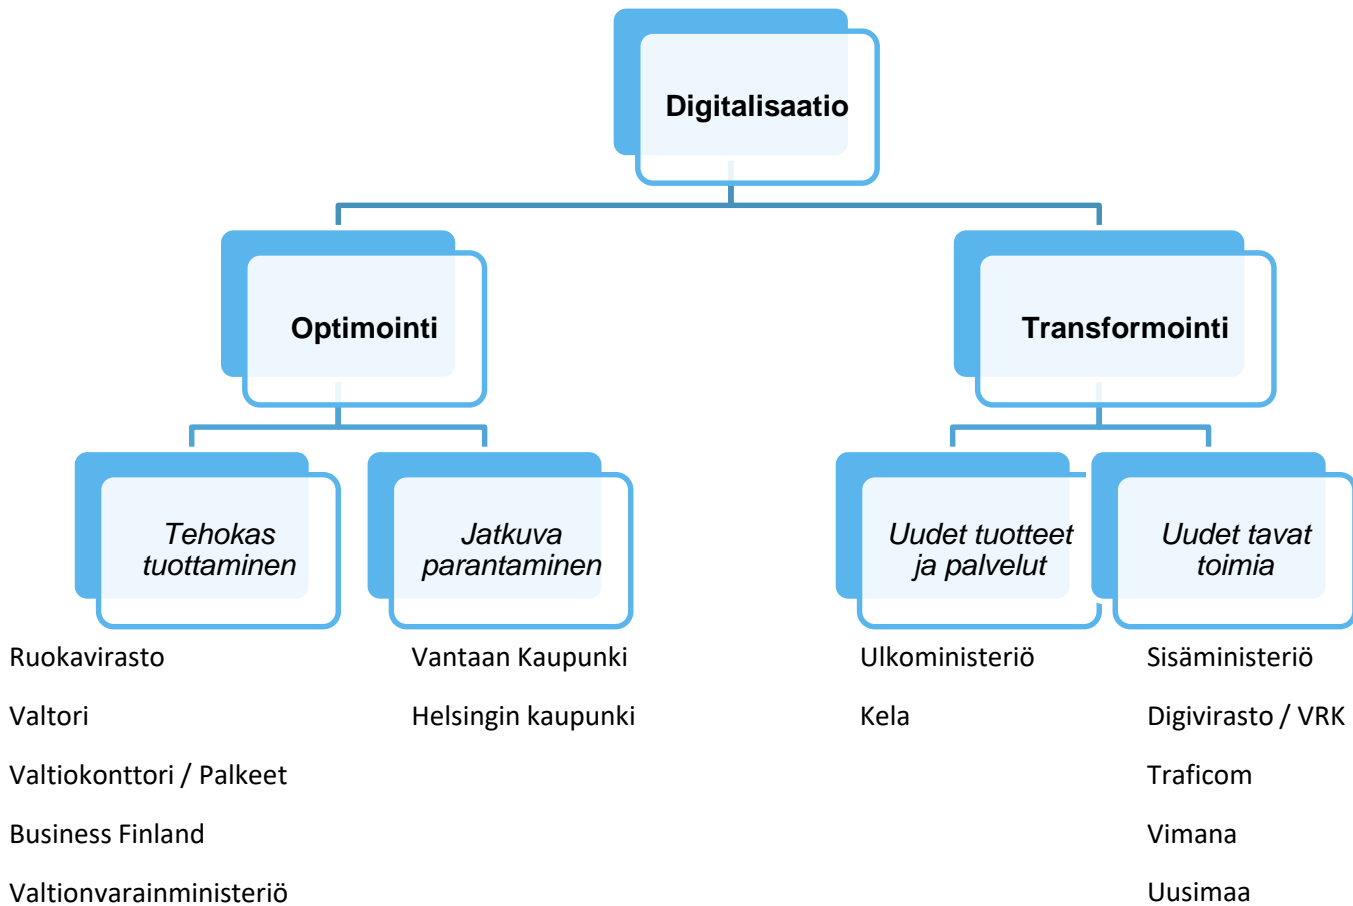 Digitalisaatio
Optimointi
Transformointi
Tehokas
tuottaminen
Jatkuva
parantaminen
Uudet tuotteet
ja palvelut
Uudet tavat
toimia
Ruokavirasto
Valtori
Valtiokonttori / Palkeet
Business Finland
Valtionvarainministeriö
Vantaan Kaupunki
Helsingin kaupunki
Ulkoministeriö
Kela
Sisäministeriö
Digivirasto / VRK
Traficom
Vimana
Uusimaa